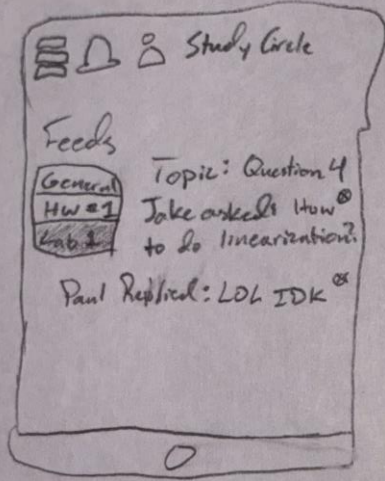 Study Circle
Feeds
General
HW #1
Lab 1
Topic: Question 4
Jake asked: How
to do linearization?
Paul Replied: LOL IDK